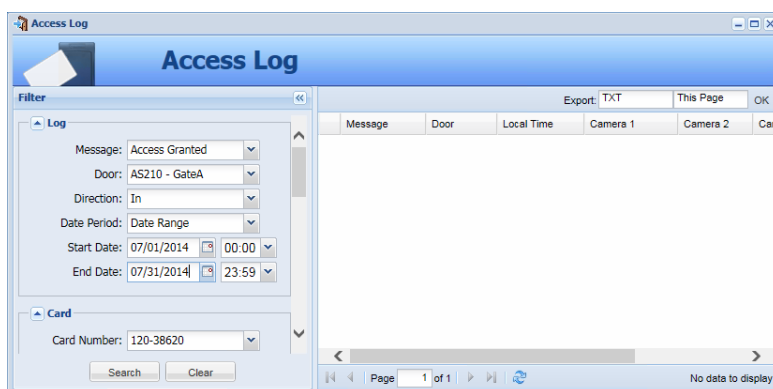 Access Log
Access Log
Filter
Export: TXT This Page OK
Log
Message Door Local Time Camera 1 Camera 2
Message: Access Granted
Door: AS210 - GateA
Direction: In
Date Period: Date Range
Start Date: 07/01/2014 00:00
End Date: 07/31/2014 23:59
Card
Card Number: 120-38620
Search Clear
Page 1 of 1 No data to display